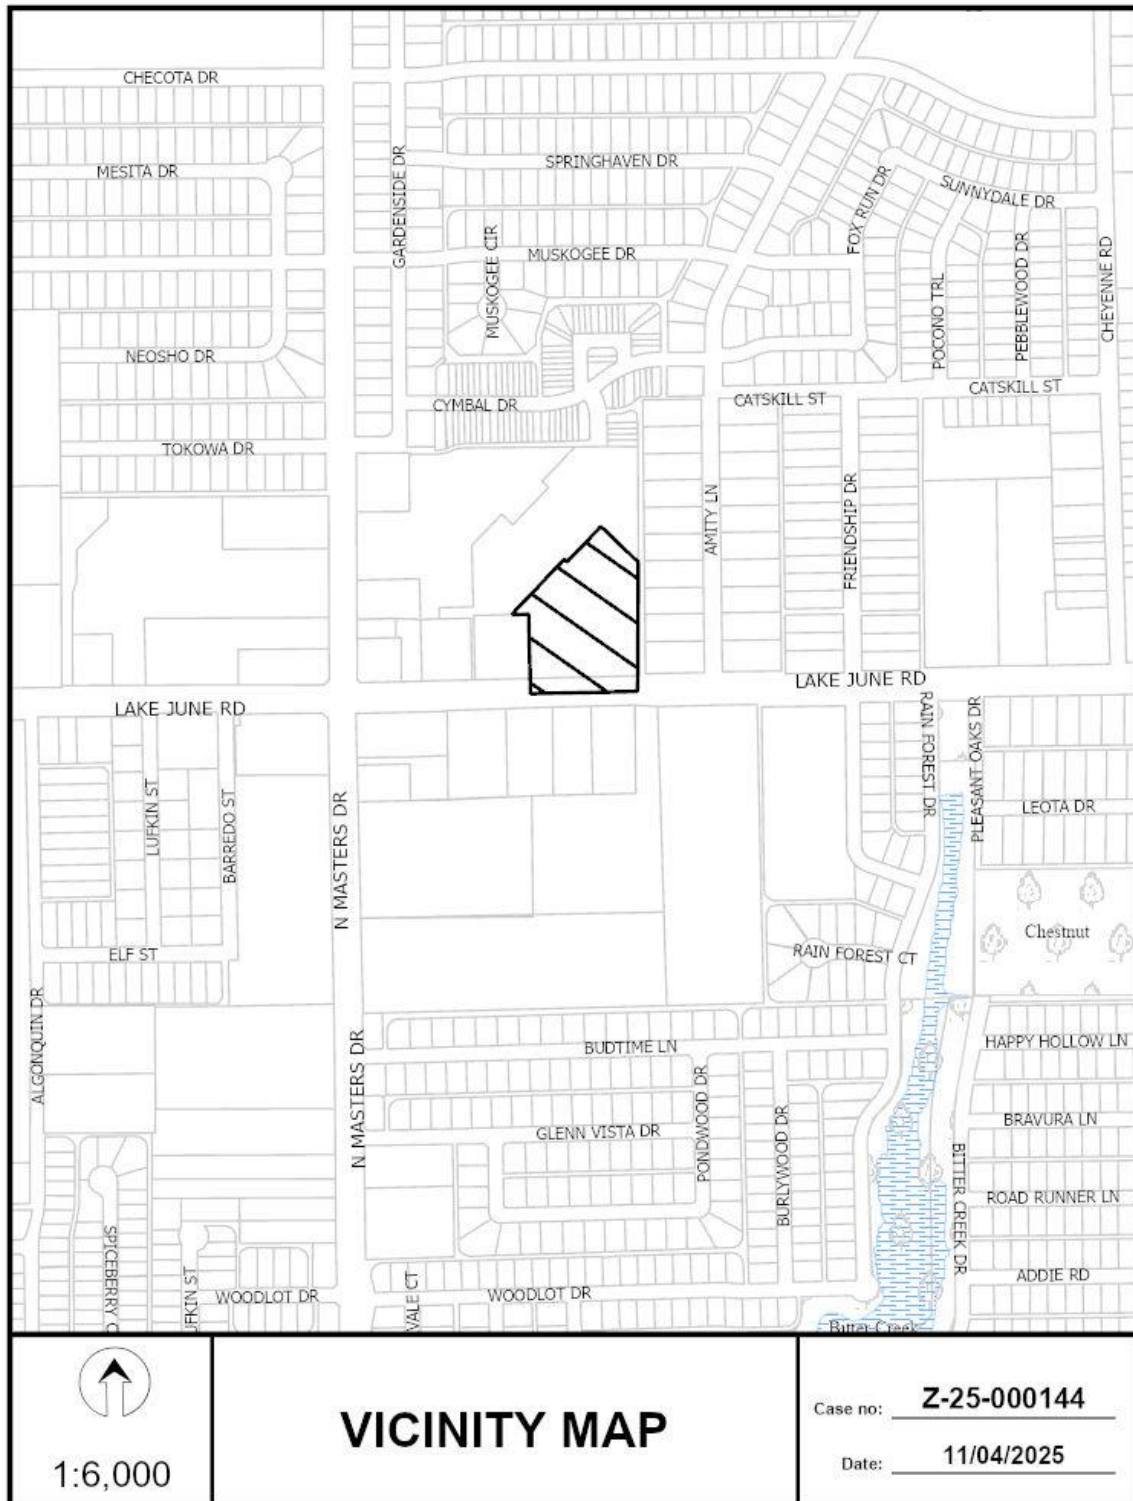 CHECOTA DR
SPRINGHAVEN DR
MESITA DR
GARDENSIDE DR
SUNNYDALE DR
FOX RUN DR
MUSKOGEE CIR
MUSKOGEE DR
PEBBLEWOOD DR
CHEYENNE RD
POCONO TRL
NEOSHO DR
CATSKILL ST
CATSKILL ST
CYMBAL DR
TOKOWA DR
AMITY LN
FRIENDSHIP DR
LAKE JUNE RD
LAKE JUNE RD
RAIN FOREST DR
PLEASANT OAKS DR
LUFKIN ST
BARREDO ST
N MASTERS DR
LEOTA DR
Chestnut
ELF ST
RAIN FOREST CT
ALGONQUIN DR
N MASTERS DR
BUDTIME LN
HAPPY HOLLOW LN
PONDWOOD DR
BURLYWOOD DR
GLENN VISTA DR
BRAVURA LN
BITTER CREEK DR
ROAD RUNNER LN
SPICEBERRY C
UFKIN ST
WOODLOT DR
VALE CT
WOODLOT DR
ADDIE RD
Bitter Creek
1:6,000
VICINITY MAP
Case no: Z-25-000144
Date: 11/04/2025